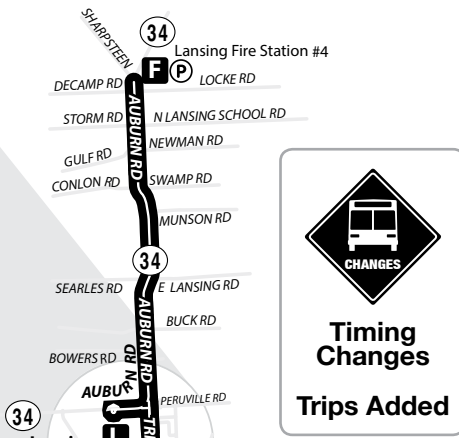 SHARPSTEEN
34
Lansing Fire Station #4
F P
DECAMP RD
LOCKE RD
AUBURN RD
STORM RD
N LANSING SCHOOL RD
NEWMAN RD
GULF RD
CONLON RD
SWAMP RD
MUNSON RD
34
SEARLES RD
E LANSING RD
AUBURN RD
BUCK RD
BOWERS RD
PERUVILLE RD
34
L
CHANGES
Timing
Changes
Trips Added